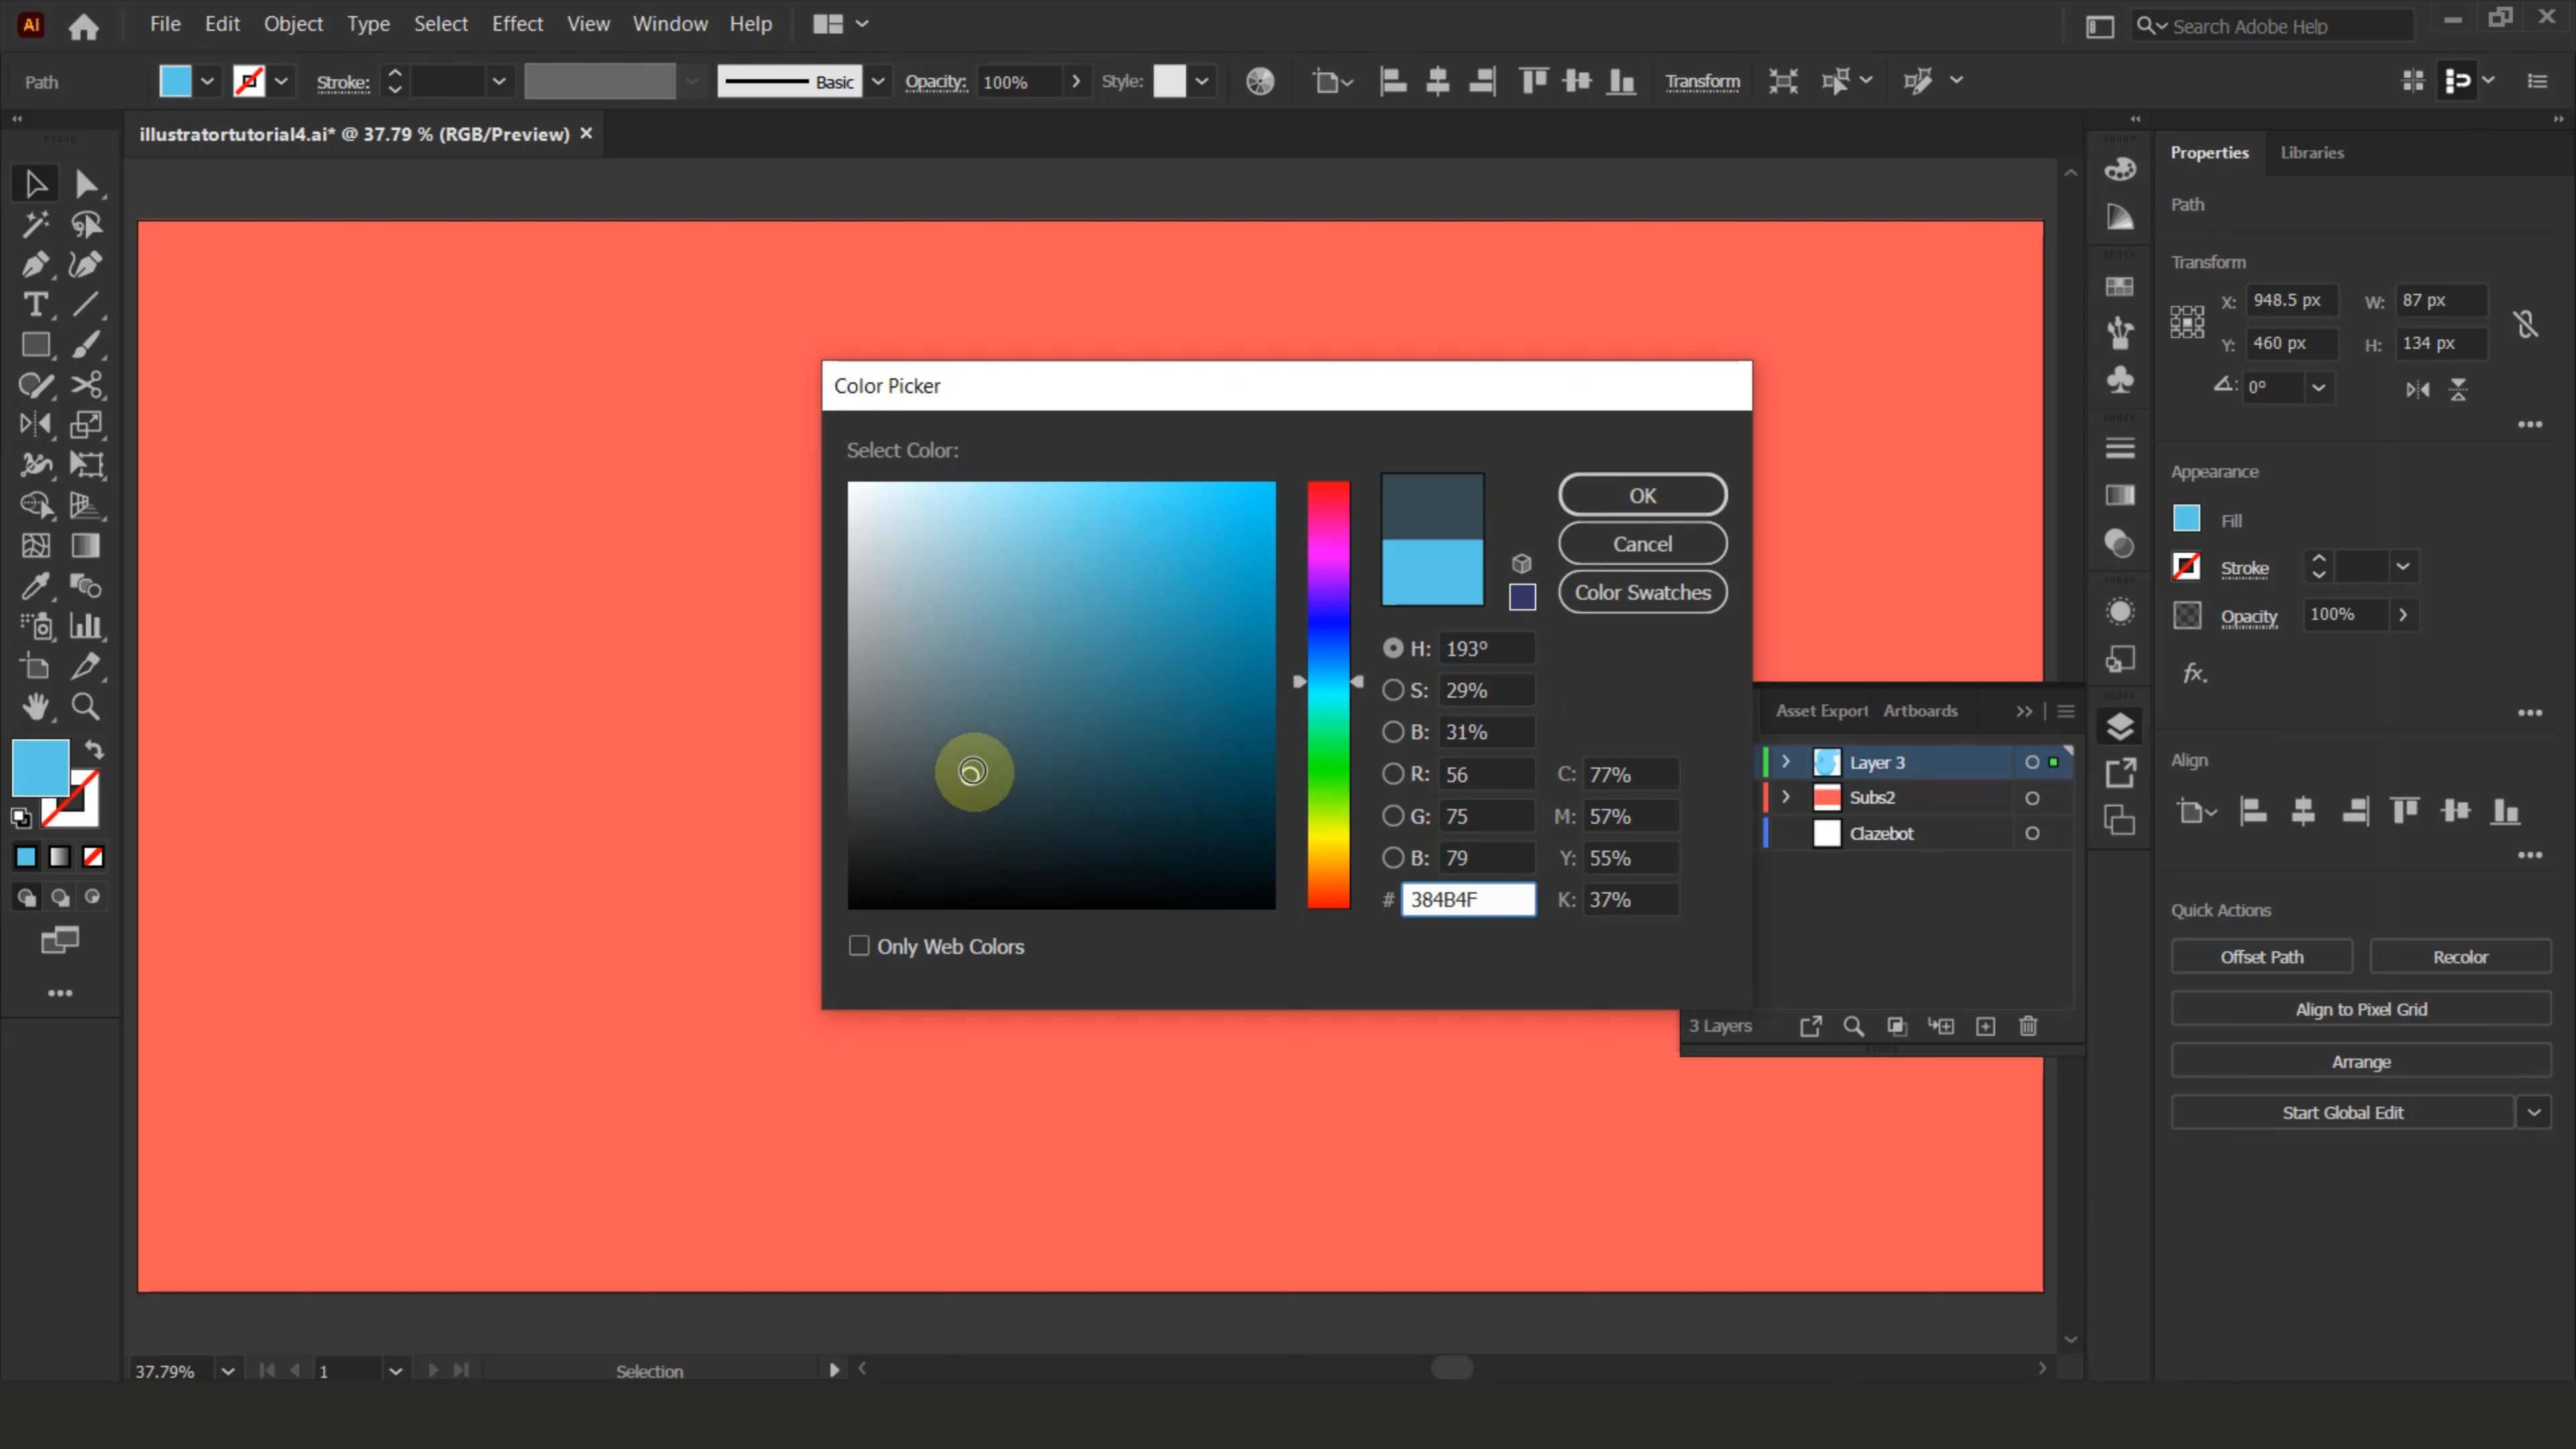 Ai File Edit Object Type Select Effect View Window Help Search Adobe Help
Path Stroke: Basic Opacity: 100% Style: Transform
illustratortutorial4.ai* @ 37.79 % (RGB/Preview)
Properties Libraries
Path
Transform
X: 948.5 px W: 87 px
Y: 460 px H: 134 px
0°
Appearance
Fill
Stroke
Opacity 100%
fx.
Align
Quick Actions
Offset Path Recolor
Align to Pixel Grid
Arrange
Start Global Edit
Color Picker
Select Color:
OK
Cancel
Color Swatches
H: 193°
S: 29%
B: 31%
R: 56 C: 77%
G: 75 M: 57%
B: 79 Y: 55%
# 384B4F K: 37%
Only Web Colors
Asset Export Artboards
Layer 3
Subs2
Clazebot
3 Layers
37.79% 1 Selection